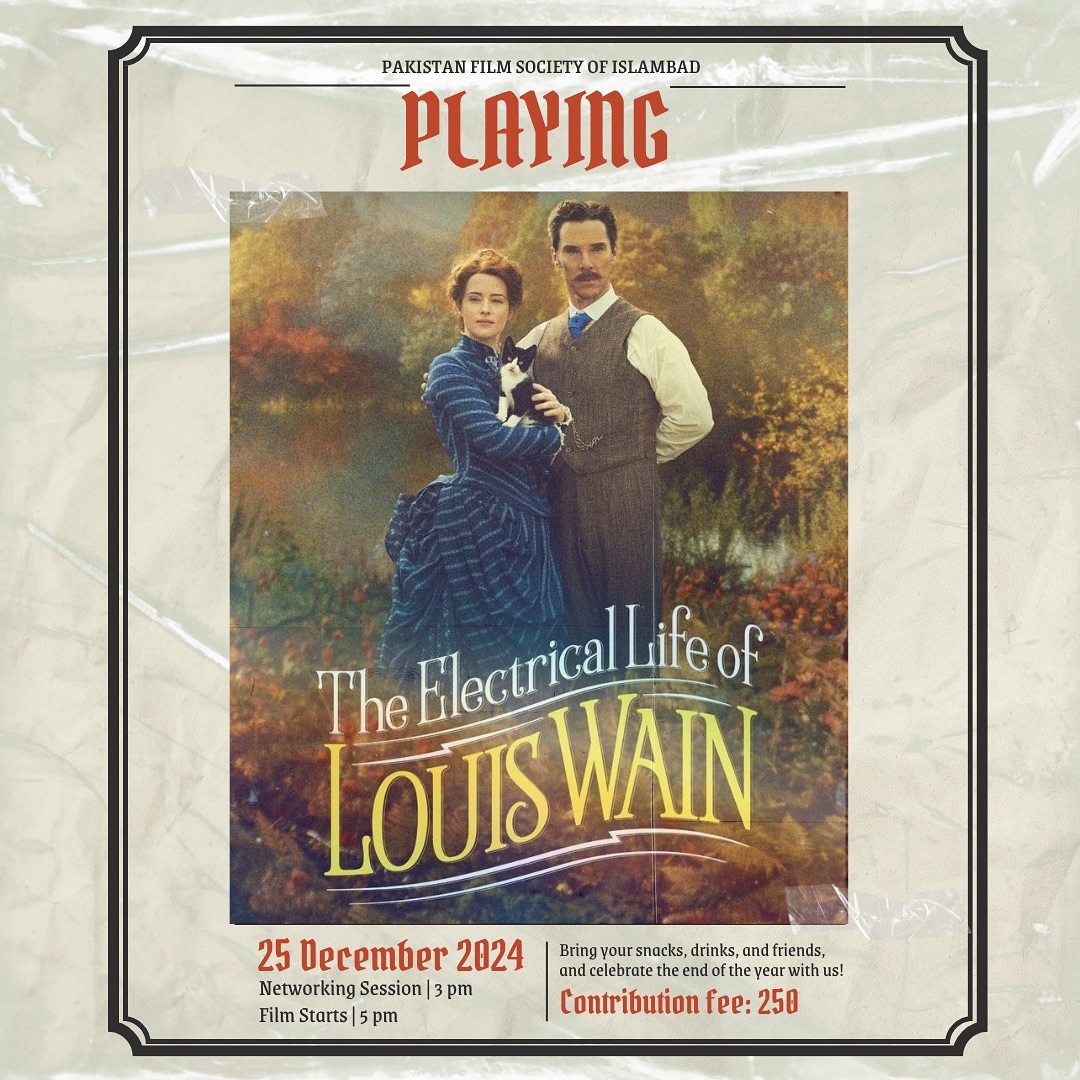 PAKISTAN FILM SOCIETY OF ISLAMBAD
PLAYING
The Electrical Life of
LOUIS WAIN
25 December 2024
Networking Session | 3 pm
Film Starts | 5 pm
Bring your snacks, drinks, and friends,
and celebrate the end of the year with us!
Contribution fee: 250